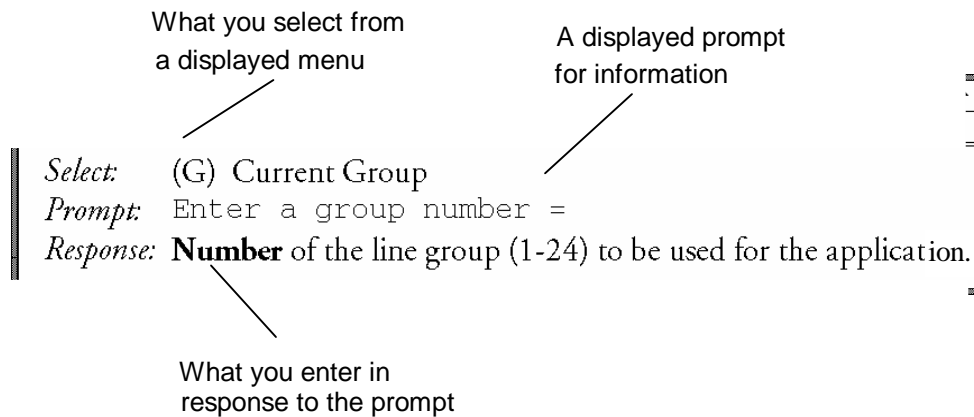 What you select from
a displayed menu
A displayed prompt
for information
Select: (G) Current Group
Prompt: Enter a group number =
Response: Number of the line group (1-24) to be used for the application.
What you enter in
response to the prompt